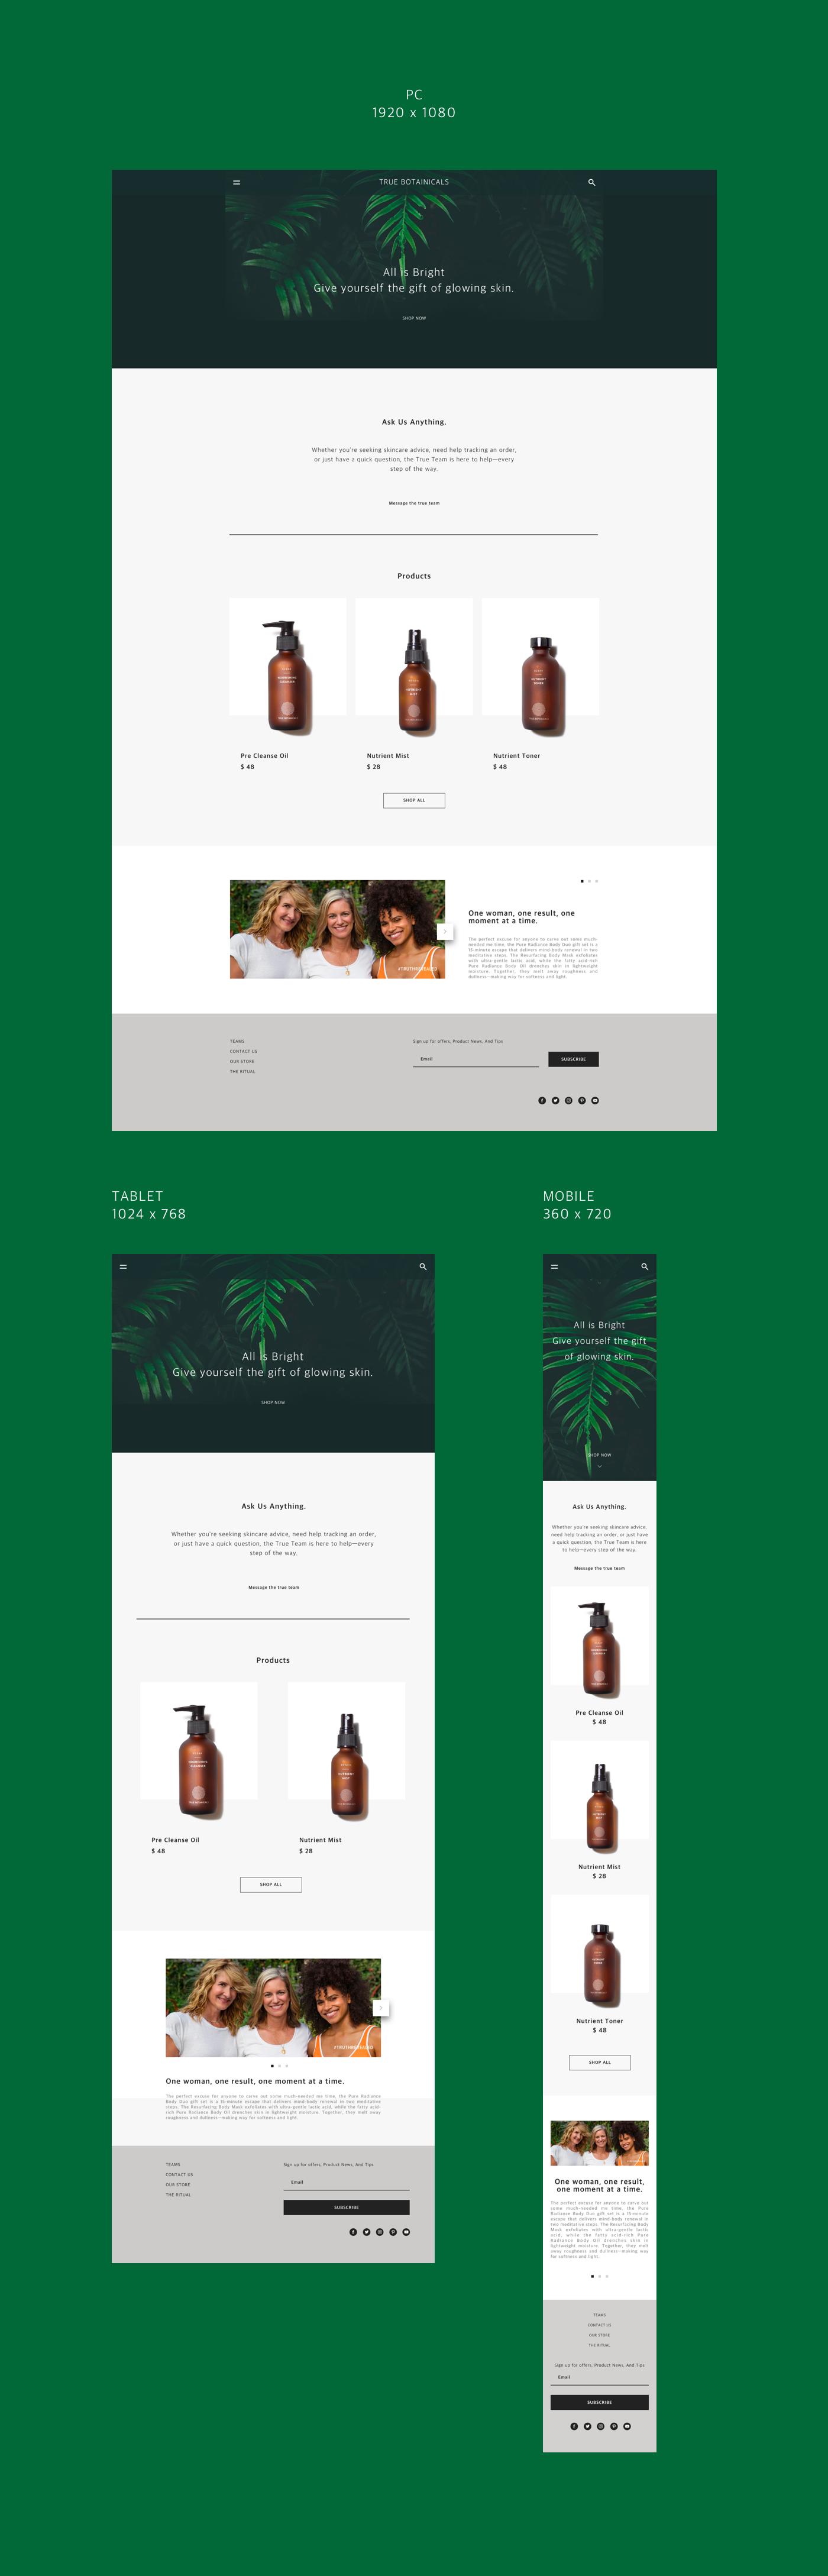 PC
1920 x 1080
TRUE BOTAINICALS
All is Bright
Give yourself the gift of glowing skin.
SHOP NOW
Ask Us Anything.
Whether you're seeking skincare advice, need help tracking an order,
or just have a quick question, the True Team is here to help—every
step of the way.
Message the true team
Products
Pre Cleanse Oil
$ 48
Nutrient Mist
$ 28
Nutrient Toner
$ 48
SHOP ALL
One woman, one result, one
moment at a time.
The perfect excuse for anyone to carve out some much-
needed me time, the Pure Radiance Body Duo gift set is a
15-minute escape that delivers mind-body renewal in two
meditative steps. The Resurfacing Body Mask exfoliates
with ultra-gentle lactic acid, while the fatty acid-rich
Pure Radiance Body Oil drenches skin in lightweight
moisture. Together, they melt away roughness and
dullness—making way for softness and light.
TEAMS
CONTACT US
OUR STORE
THE RITUAL
Sign up for offers, Product News, And Tips
Email
SUBSCRIBE
TABLET
1024 x 768
All is Bright
Give yourself the gift of glowing skin.
SHOP NOW
Ask Us Anything.
Whether you're seeking skincare advice, need help tracking an order,
or just have a quick question, the True Team is here to help—every
step of the way.
Message the true team
Products
Pre Cleanse Oil
$ 48
Nutrient Mist
$ 28
SHOP ALL
One woman, one result, one moment at a time.
The perfect excuse for anyone to carve out some much-needed me time, the Pure Radiance
Body Duo gift set is a 15-minute escape that delivers mind-body renewal in two meditative
steps. The Resurfacing Body Mask exfoliates with ultra-gentle lactic acid, while the fatty acid-
rich Pure Radiance Body Oil drenches skin in lightweight moisture. Together, they melt away
roughness and dullness—making way for softness and light.
TEAMS
CONTACT US
OUR STORE
THE RITUAL
Sign up for offers, Product News, And Tips
Email
SUBSCRIBE
MOBILE
360 x 720
All is Bright
Give yourself the gift
of glowing skin.
SHOP NOW
Ask Us Anything.
Whether you're seeking skincare advice,
need help tracking an order, or just have
a quick question, the True Team is here
to help—every step of the way.
Message the true team
Pre Cleanse Oil
$ 48
Nutrient Mist
$ 28
Nutrient Toner
$ 48
SHOP ALL
One woman, one result,
one moment at a time.
The perfect excuse for anyone to carve out
some much-needed me time, the Pure
Radiance Body Duo gift set is a 15-minute
escape that delivers mind-body renewal in
two meditative steps. The Resurfacing Body
Mask exfoliates with ultra-gentle lactic
acid, while the fatty acid-rich Pure
Radiance Body Oil drenches skin in
lightweight moisture. Together, they melt
away roughness and dullness—making way
for softness and light.
TEAMS
CONTACT US
OUR STORE
THE RITUAL
Sign up for offers, Product News, And Tips
Email
SUBSCRIBE